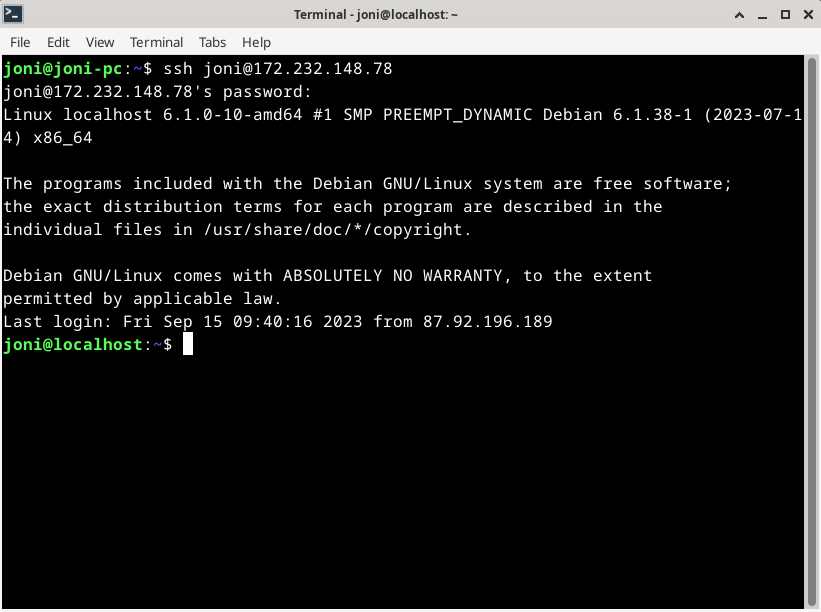 Terminal - joni@localhost: ~
File Edit View Terminal Tabs Help
joni@joni-pc:~$ ssh joni@172.232.148.78
joni@172.232.148.78's password:
Linux localhost 6.1.0-10-amd64 #1 SMP PREEMPT_DYNAMIC Debian 6.1.38-1 (2023-07-1
4) x86_64

The programs included with the Debian GNU/Linux system are free software;
the exact distribution terms for each program are described in the
individual files in /usr/share/doc/*/copyright.

Debian GNU/Linux comes with ABSOLUTELY NO WARRANTY, to the extent
permitted by applicable law.
Last login: Fri Sep 15 09:40:16 2023 from 87.92.196.189
joni@localhost:~$